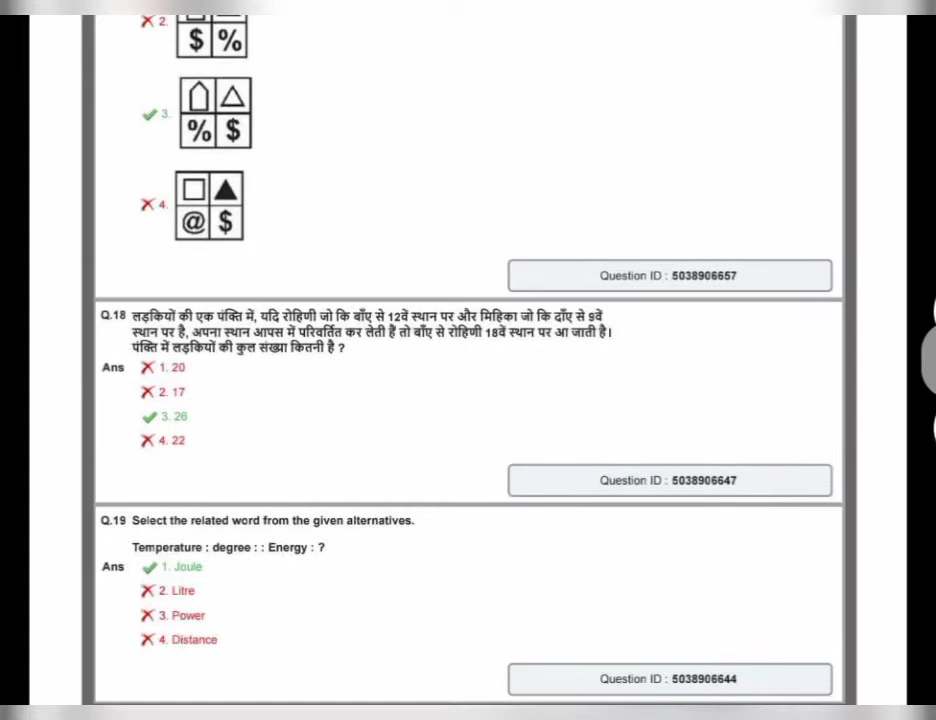 2.
$ %
3.
% $
4.
@ $
Question ID : 5038906657
Q.18 लड़कियों की एक पंक्ति में, यदि रोहिणी जो कि बाँए से 12वें स्थान पर और मिहिका जो कि दाँए से 9वें
स्थान पर है, अपना स्थान आपस में परिवर्तित कर लेती हैं तो बाँए से रोहिणी 18वें स्थान पर आ जाती है।
पंक्ति में लड़कियों की कुल संख्या कितनी है ?
Ans 1. 20
2. 17
3. 26
4. 22
Question ID : 5038906647
Q.19 Select the related word from the given alternatives.
Temperature : degree : : Energy : ?
Ans 1. Joule
2. Litre
3. Power
4. Distance
Question ID : 5038906644